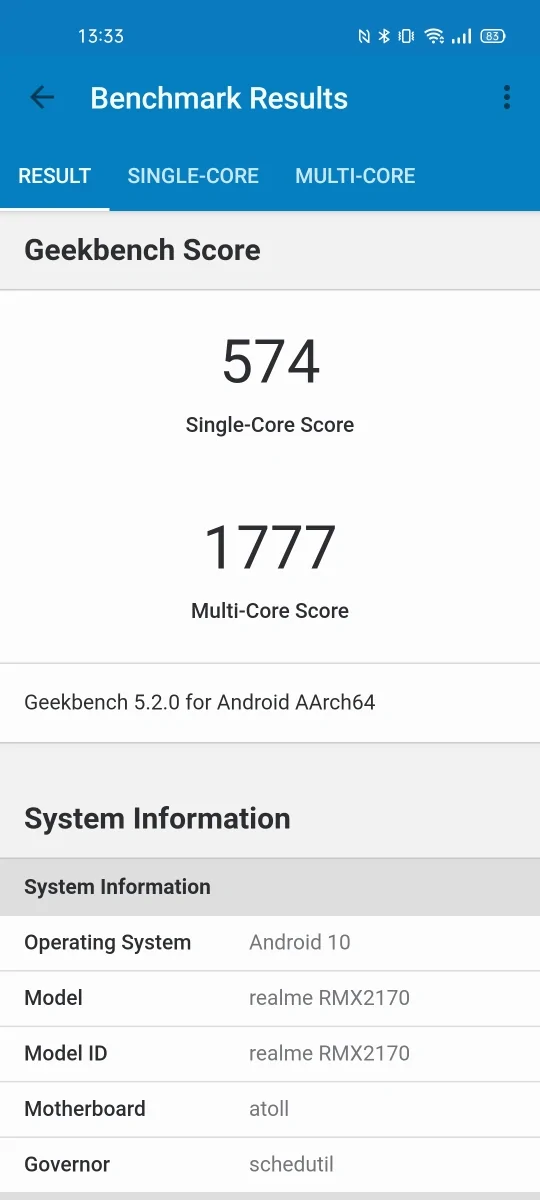 13:33 83
Benchmark Results
RESULT SINGLE-CORE MULTI-CORE
Geekbench Score
574
Single-Core Score
1777
Multi-Core Score
Geekbench 5.2.0 for Android AArch64
System Information
System Information
Operating System Android 10
Model realme RMX2170
Model ID realme RMX2170
Motherboard atoll
Governor schedutil